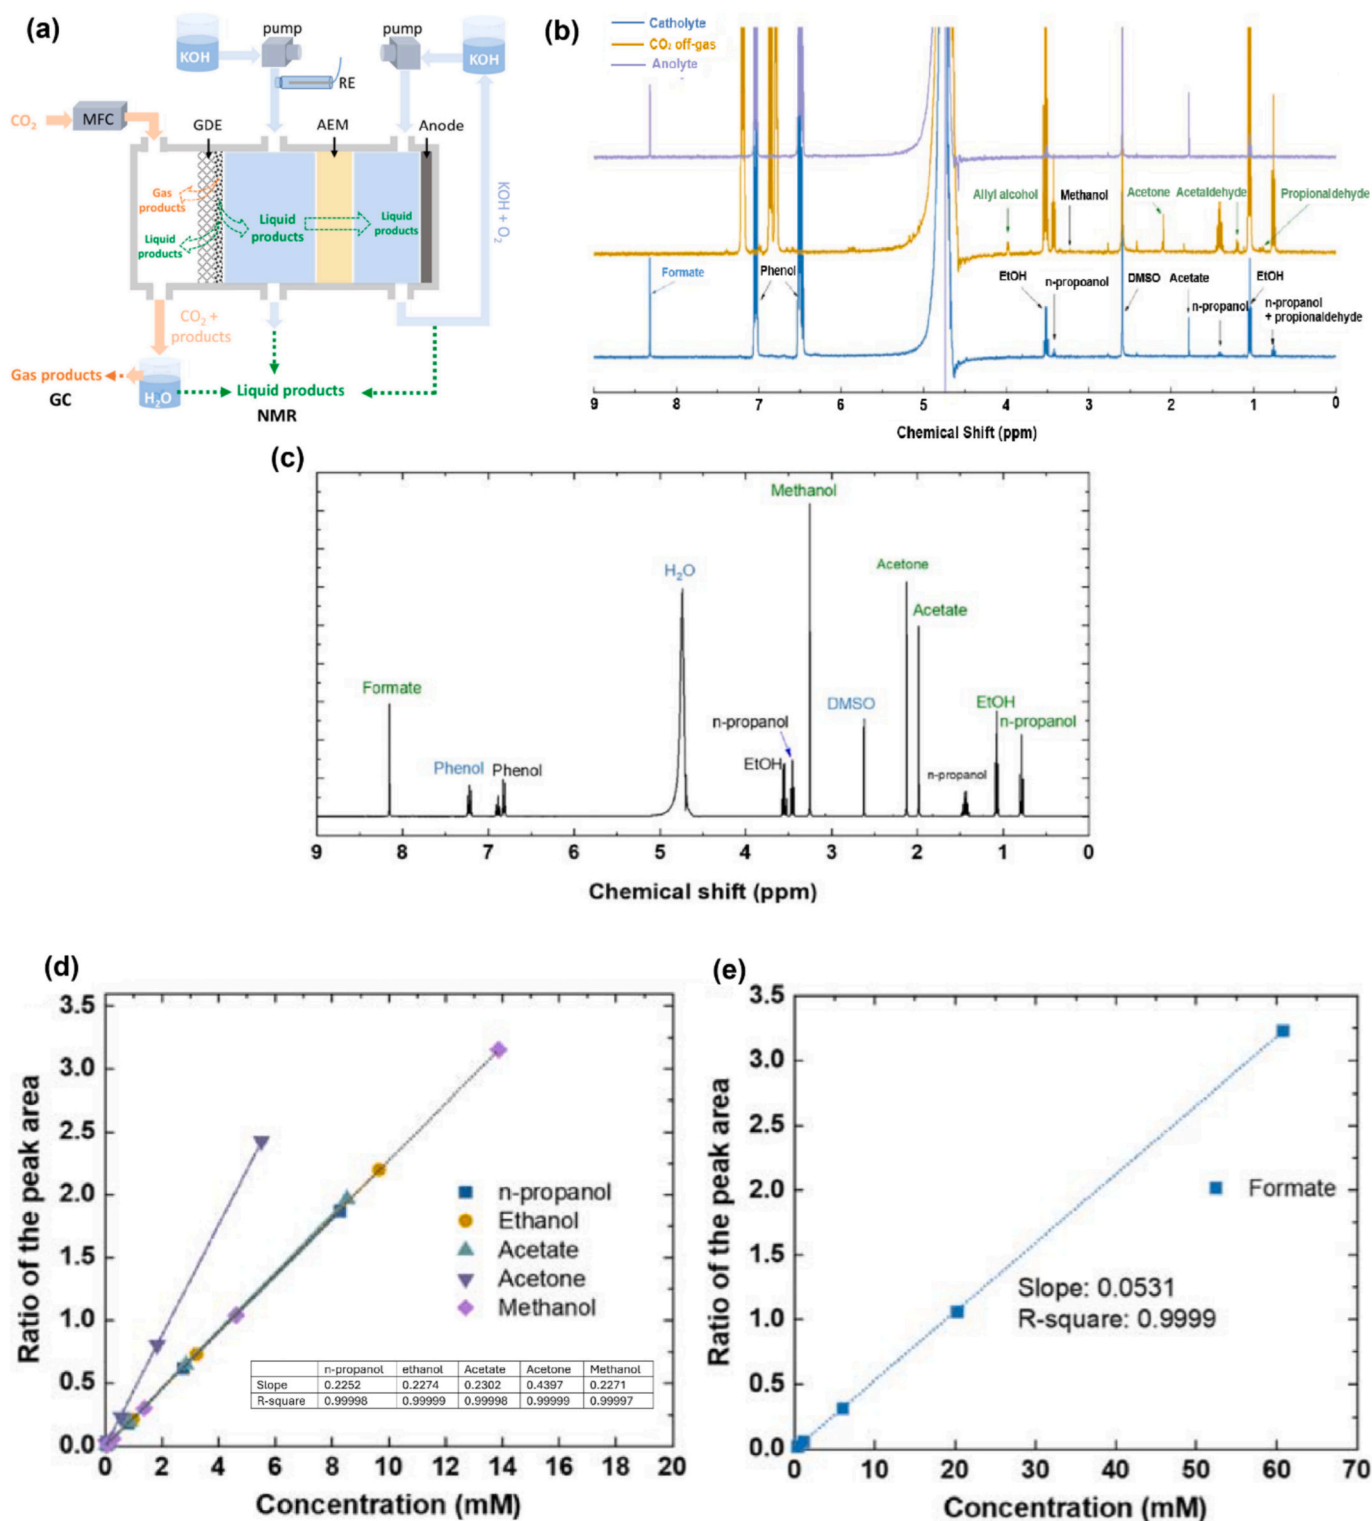 (a)
pump
pump
KOH
KOH
RE
CO₂
MFC
GDE
AEM
Anode
Gas
products
Liquid
products
Liquid
products
Liquid
products
KOH + O₂
CO₂ +
products
Gas products
GC
H₂O
Liquid products
NMR
(b)
Catholyte
CO₂ off-gas
Anolyte
Allyl alcohol
Methanol
Acetone
Acetaldehyde
Propionaldehyde
Formate
Phenol
EtOH
n-propoanol
DMSO
Acetate
n-propanol
EtOH
n-propanol
+ propionaldehyde
9 8 7 6 5 4 3 2 1 0
Chemical Shift (ppm)
(c)
Methanol
H₂O
Acetone
Acetate
Formate
DMSO
EtOH
n-propanol
n-propanol
Phenol
Phenol
EtOH
n-propanol
9 8 7 6 5 4 3 2 1 0
Chemical shift (ppm)
(d)
Ratio of the peak area
3.5
3.0
2.5
2.0
1.5
1.0
0.5
0.0
n-propanol
Ethanol
Acetate
Acetone
Methanol
n-propanol ethanol Acetate Acetone Methanol
Slope 0.2252 0.2274 0.2302 0.4397 0.2271
R-square 0.99998 0.99999 0.99998 0.99999 0.99997
0 2 4 6 8 10 12 14 16 18 20
Concentration (mM)
(e)
Ratio of the peak area
3.5
3.0
2.5
2.0
1.5
1.0
0.5
0.0
Formate
Slope: 0.0531
R-square: 0.9999
0 10 20 30 40 50 60 70
Concentration (mM)